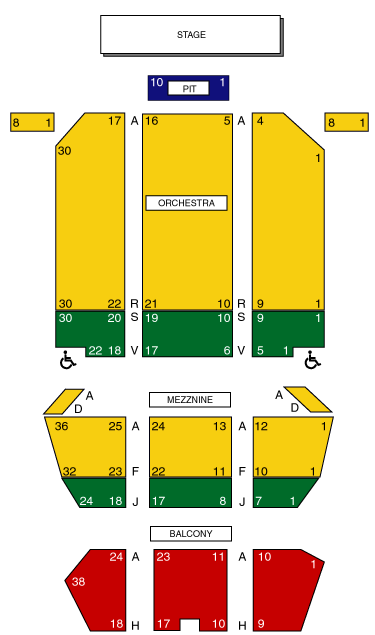 STAGE
10 1
PIT
8 1 17 A 16 5 A 4 8 1
30 1
ORCHESTRA
30 22 R 21 10 R 9 1
30 20 S 19 10 S 9 1
22 18 V 17 6 V 5 1
A MEZZNINE A
D D
36 25 A 24 13 A 12 1
32 23 F 22 11 F 10 1
24 18 J 17 8 J 7 1
BALCONY
24 A 23 11 A 10 1
38
18 H 17 10 H 9